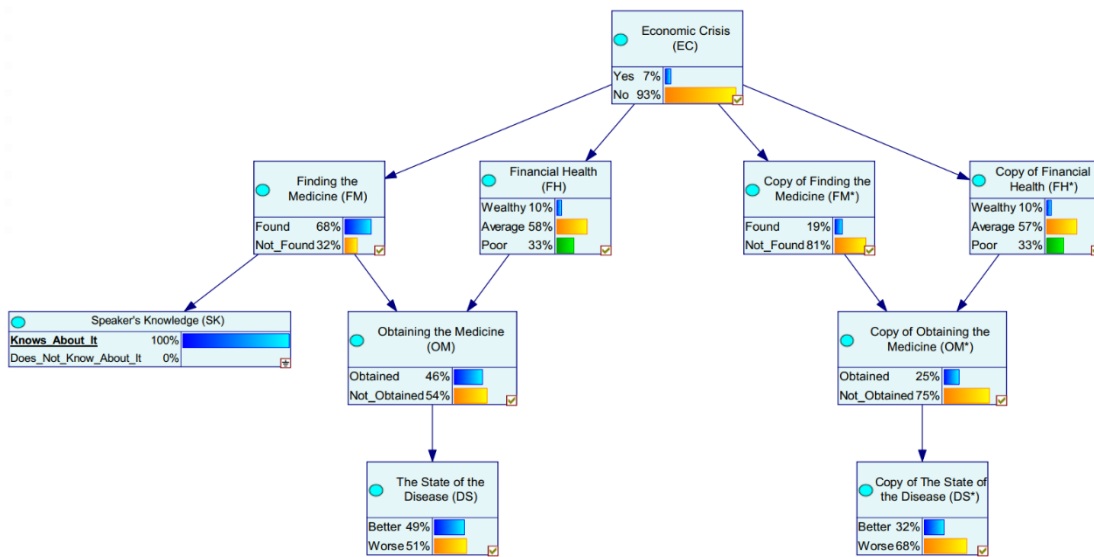 Economic Crisis
(EC)
Yes 7%
No 93%
Finding the
Medicine (FM)
Found 68%
Not_Found 32%
Financial Health
(FH)
Wealthy 10%
Average 58%
Poor 33%
Copy of Finding the
Medicine (FM*)
Found 19%
Not_Found 81%
Copy of Financial
Health (FH*)
Wealthy 10%
Average 57%
Poor 33%
Speaker's Knowledge (SK)
Knows_About_It 100%
Does_Not_Know_About_It 0%
Obtaining the Medicine
(OM)
Obtained 46%
Not_Obtained 54%
Copy of Obtaining the
Medicine (OM*)
Obtained 25%
Not_Obtained 75%
The State of the
Disease (DS)
Better 49%
Worse 51%
Copy of The State of
the Disease (DS*)
Better 32%
Worse 68%